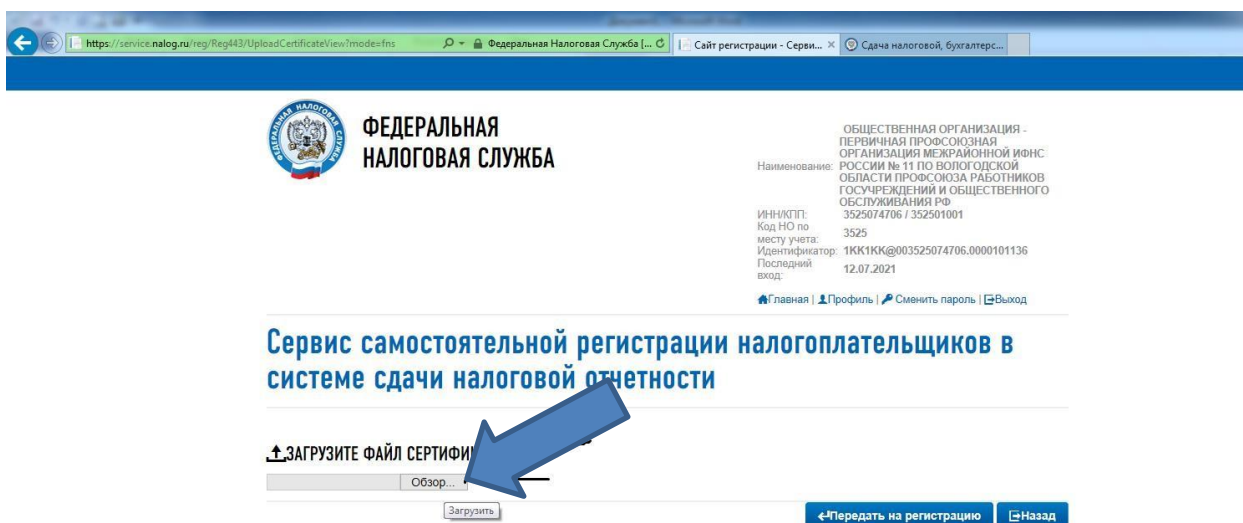 https://service.nalog.ru/reg/Reg443/UploadCertificateView?mode=fns
Федеральная Налоговая Служба [...
Сайт регистрации - Серви...
Сдача налоговой, бухгалтерс...
ФЕДЕРАЛЬНАЯ НАЛОГОВАЯ СЛУЖБА
ФЕДЕРАЛЬНАЯ
НАЛОГОВАЯ СЛУЖБА
ОБЩЕСТВЕННАЯ ОРГАНИЗАЦИЯ -
ПЕРВИЧНАЯ ПРОФСОЮЗНАЯ
ОРГАНИЗАЦИЯ МЕЖРАЙОННОЙ ИФНС
Наименование: РОССИИ № 11 ПО ВОЛОГОДСКОЙ
ОБЛАСТИ ПРОФСОЮЗА РАБОТНИКОВ
ГОСУЧРЕЖДЕНИЙ И ОБЩЕСТВЕННОГО
ОБСЛУЖИВАНИЯ РФ
ИНН/КПП: 3525074706 / 352501001
Код НО по
месту учета: 3525
Идентификатор: 1KK1KK@003525074706.0000101136
Последний
вход: 12.07.2021
Главная | Профиль | Сменить пароль | Выход
Сервис самостоятельной регистрации налогоплательщиков в
системе сдачи налоговой отчетности
ЗАГРУЗИТЕ ФАЙЛ
Обзор...
Загрузить
Передать на регистрацию
Назад